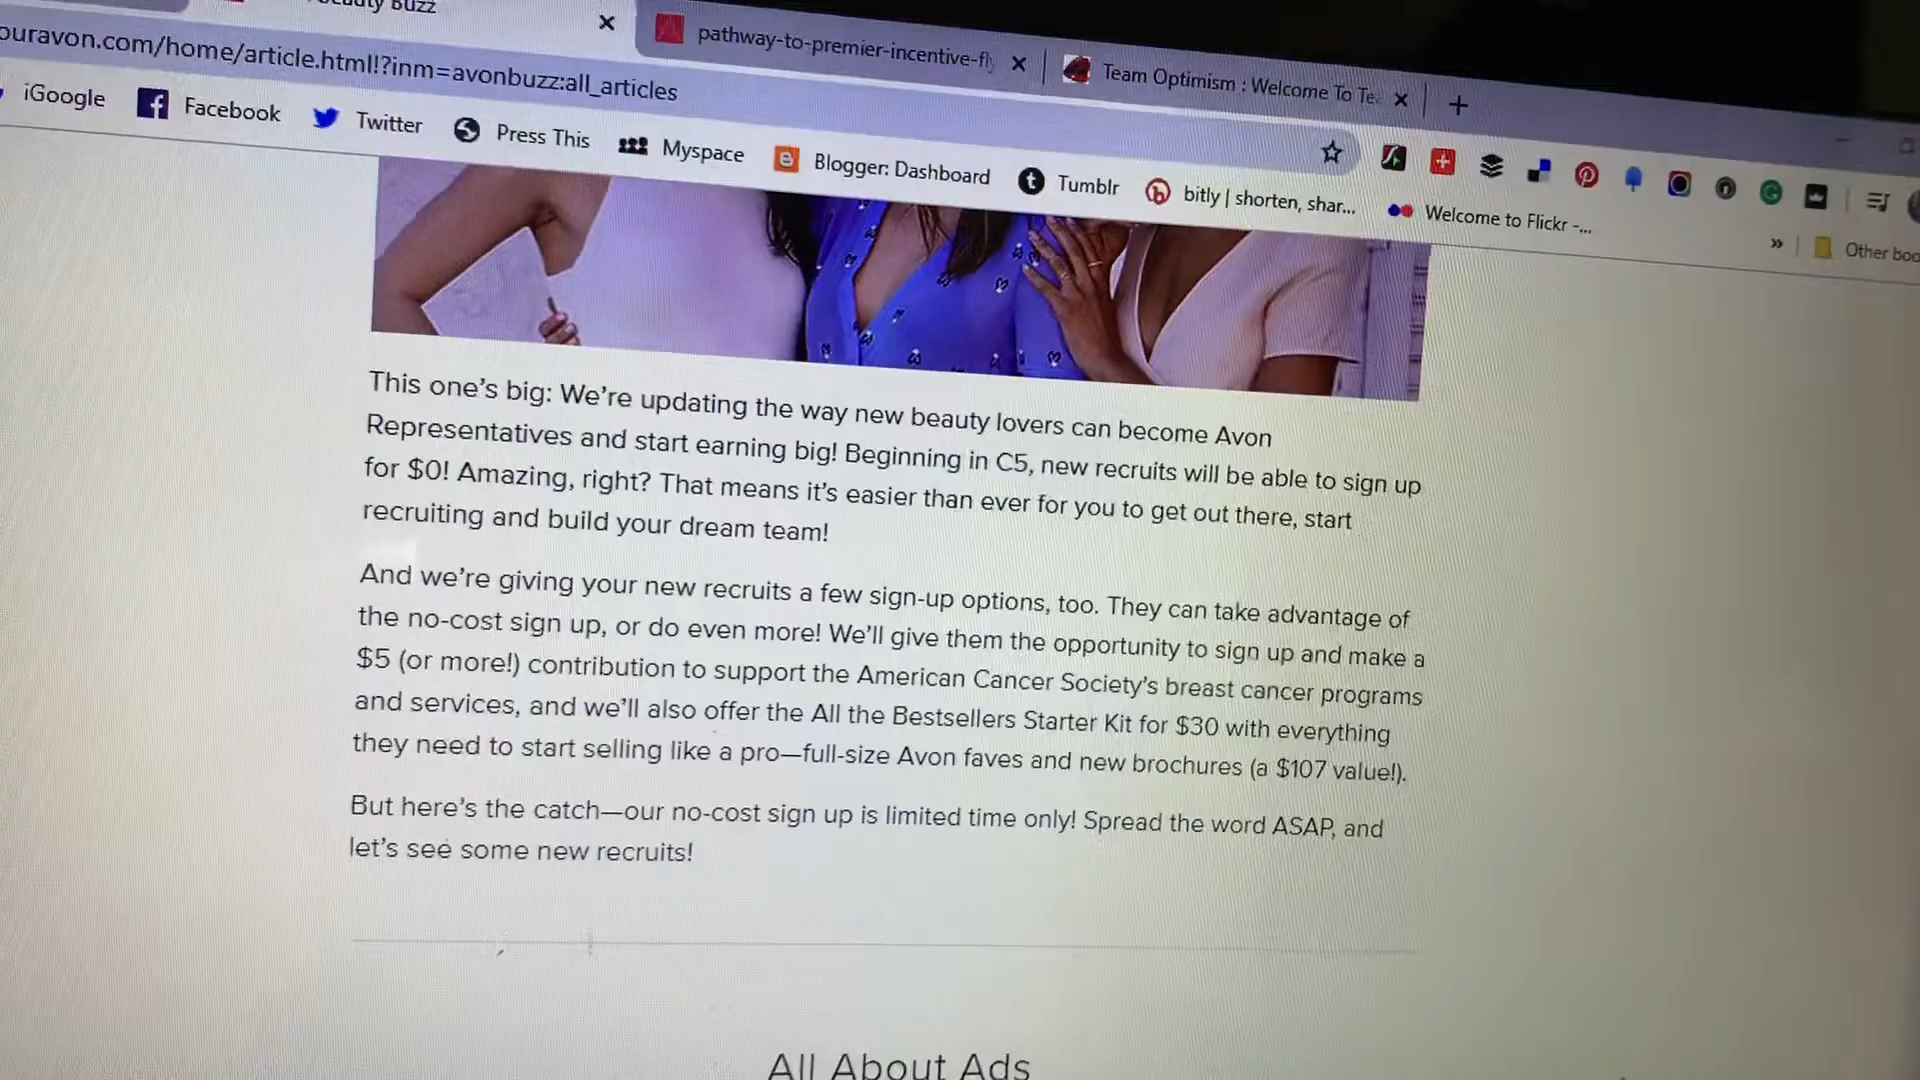 Beauty Buzz
pathway-to-premier-incentive-fly
Team Optimism : Welcome To Te
ouravon.com/home/article.html!?inm=avonbuzz:all_articles
iGoogle
Facebook
Twitter
Press This
Myspace
Blogger: Dashboard
Tumblr
bitly | shorten, shar...
Welcome to Flickr -...
Other boo
This one's big: We're updating the way new beauty lovers can become Avon
Representatives and start earning big! Beginning in C5, new recruits will be able to sign up
for $0! Amazing, right? That means it's easier than ever for you to get out there, start
recruiting and build your dream team!
And we're giving your new recruits a few sign-up options, too. They can take advantage of
the no-cost sign up, or do even more! We'll give them the opportunity to sign up and make a
$5 (or more!) contribution to support the American Cancer Society's breast cancer programs
and services, and we'll also offer the All the Bestsellers Starter Kit for $30 with everything
they need to start selling like a pro—full-size Avon faves and new brochures (a $107 value!).
But here's the catch—our no-cost sign up is limited time only! Spread the word ASAP, and
let's see some new recruits!
All About Ads